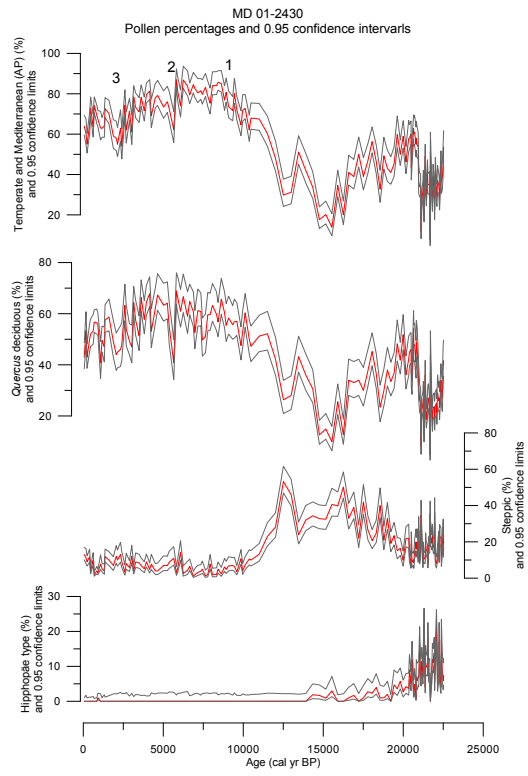 MD 01-2430
Pollen percentages and 0.95 confidence intervarls
Temperate and Mediterranean (AP) (%)
and 0.95 confidence limits
100
80
60
40
20
3
2
1
Quercus deciduous (%)
and 0.95 confidence limits
80
60
40
20
80
60
40
20
0
Steppic (%)
and 0.95 confidence limits
Hipphopäe type (%)
and 0.95 confidence limits
30
20
10
0
0
5000
10000
15000
20000
25000
Age (cal yr BP)